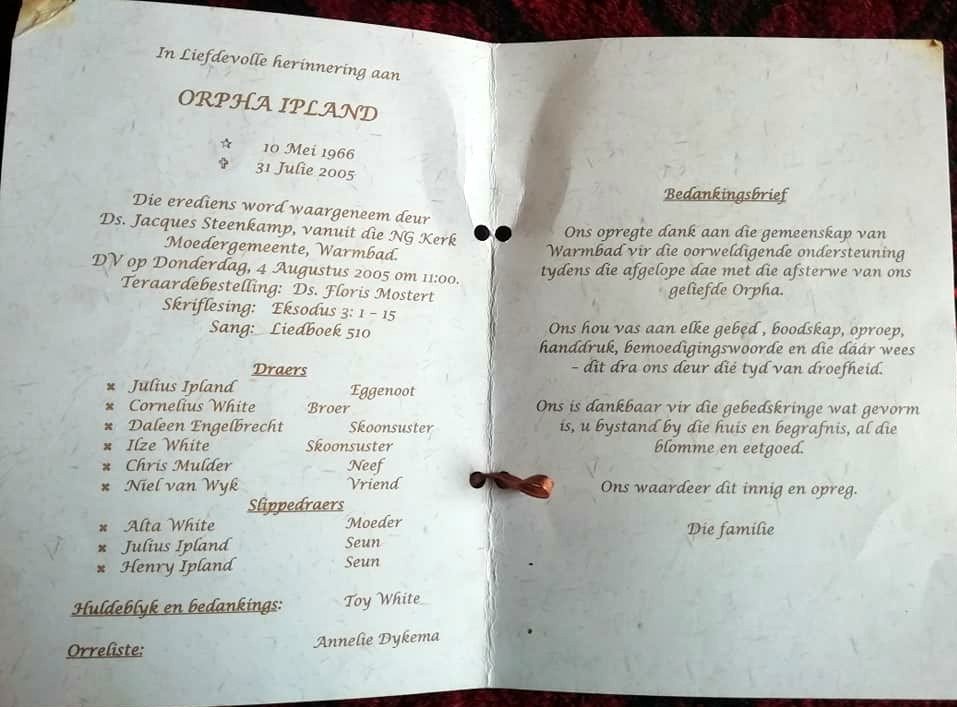 In Liefdevolle herinnering aan
ORPHA IPLAND
10 Mei 1966
31 Julie 2005
Die erediens word waargeneem deur
Ds. Jacques Steenkamp, vanuit die NG Kerk
Moedergemeente, Warmbad.
DV op Donderdag, 4 Augustus 2005 om 11:00.
Teraardebestelling: Ds. Floris Mostert
Skriflesing: Eksodus 3: 1 – 15
Sang: Liedboek 510
Draers
Julius Ipland Eggenoot
Cornelius White Broer
Daleen Engelbrecht Skoonsuster
Ilze White Skoonsuster
Chris Mulder Neef
Niel van Wyk Vriend
Slippedraers
Alta White Moeder
Julius Ipland Seun
Henry Ipland Seun
Huldeblyk en bedankings: Toy White
Orreliste: Annelie Dykema
Bedankingsbrief
Ons opregte dank aan die gemeenskap van
Warmbad vir die oorweldigende ondersteuning
tydens die afgelope dae met die afsterwe van ons
geliefde Orpha.
Ons hou vas aan elke gebed , boodskap, oproep,
handdruk, bemoedigingswoorde en die dáár wees
– dit dra ons deur dié tyd van droefheid.
Ons is dankbaar vir die gebedskringe wat gevorm
is, u bystand by die huis en begrafnis, al die
blomme en eetgoed.
Ons waardeer dit innig en opreg.
Die familie